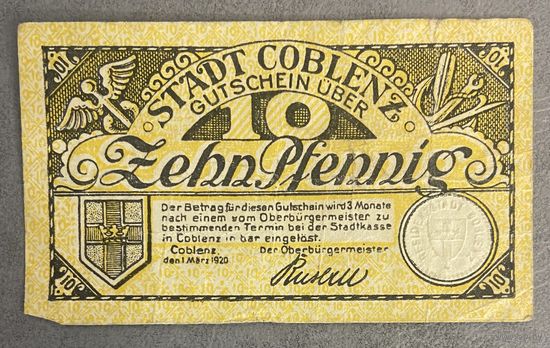 10
10
STADT COBLENZ
GUTSCHEIN ÜBER
10
Zehn Pfennig
Der Betrag für diesen Gutschein wird 3 Monate
nach einem vom Oberbürgermeister zu
bestimmenden Termin bei der Stadtkasse
in Coblenz in bar eingelöst.
Coblenz, Der Oberbürgermeister
den 1 März 1920
10
10